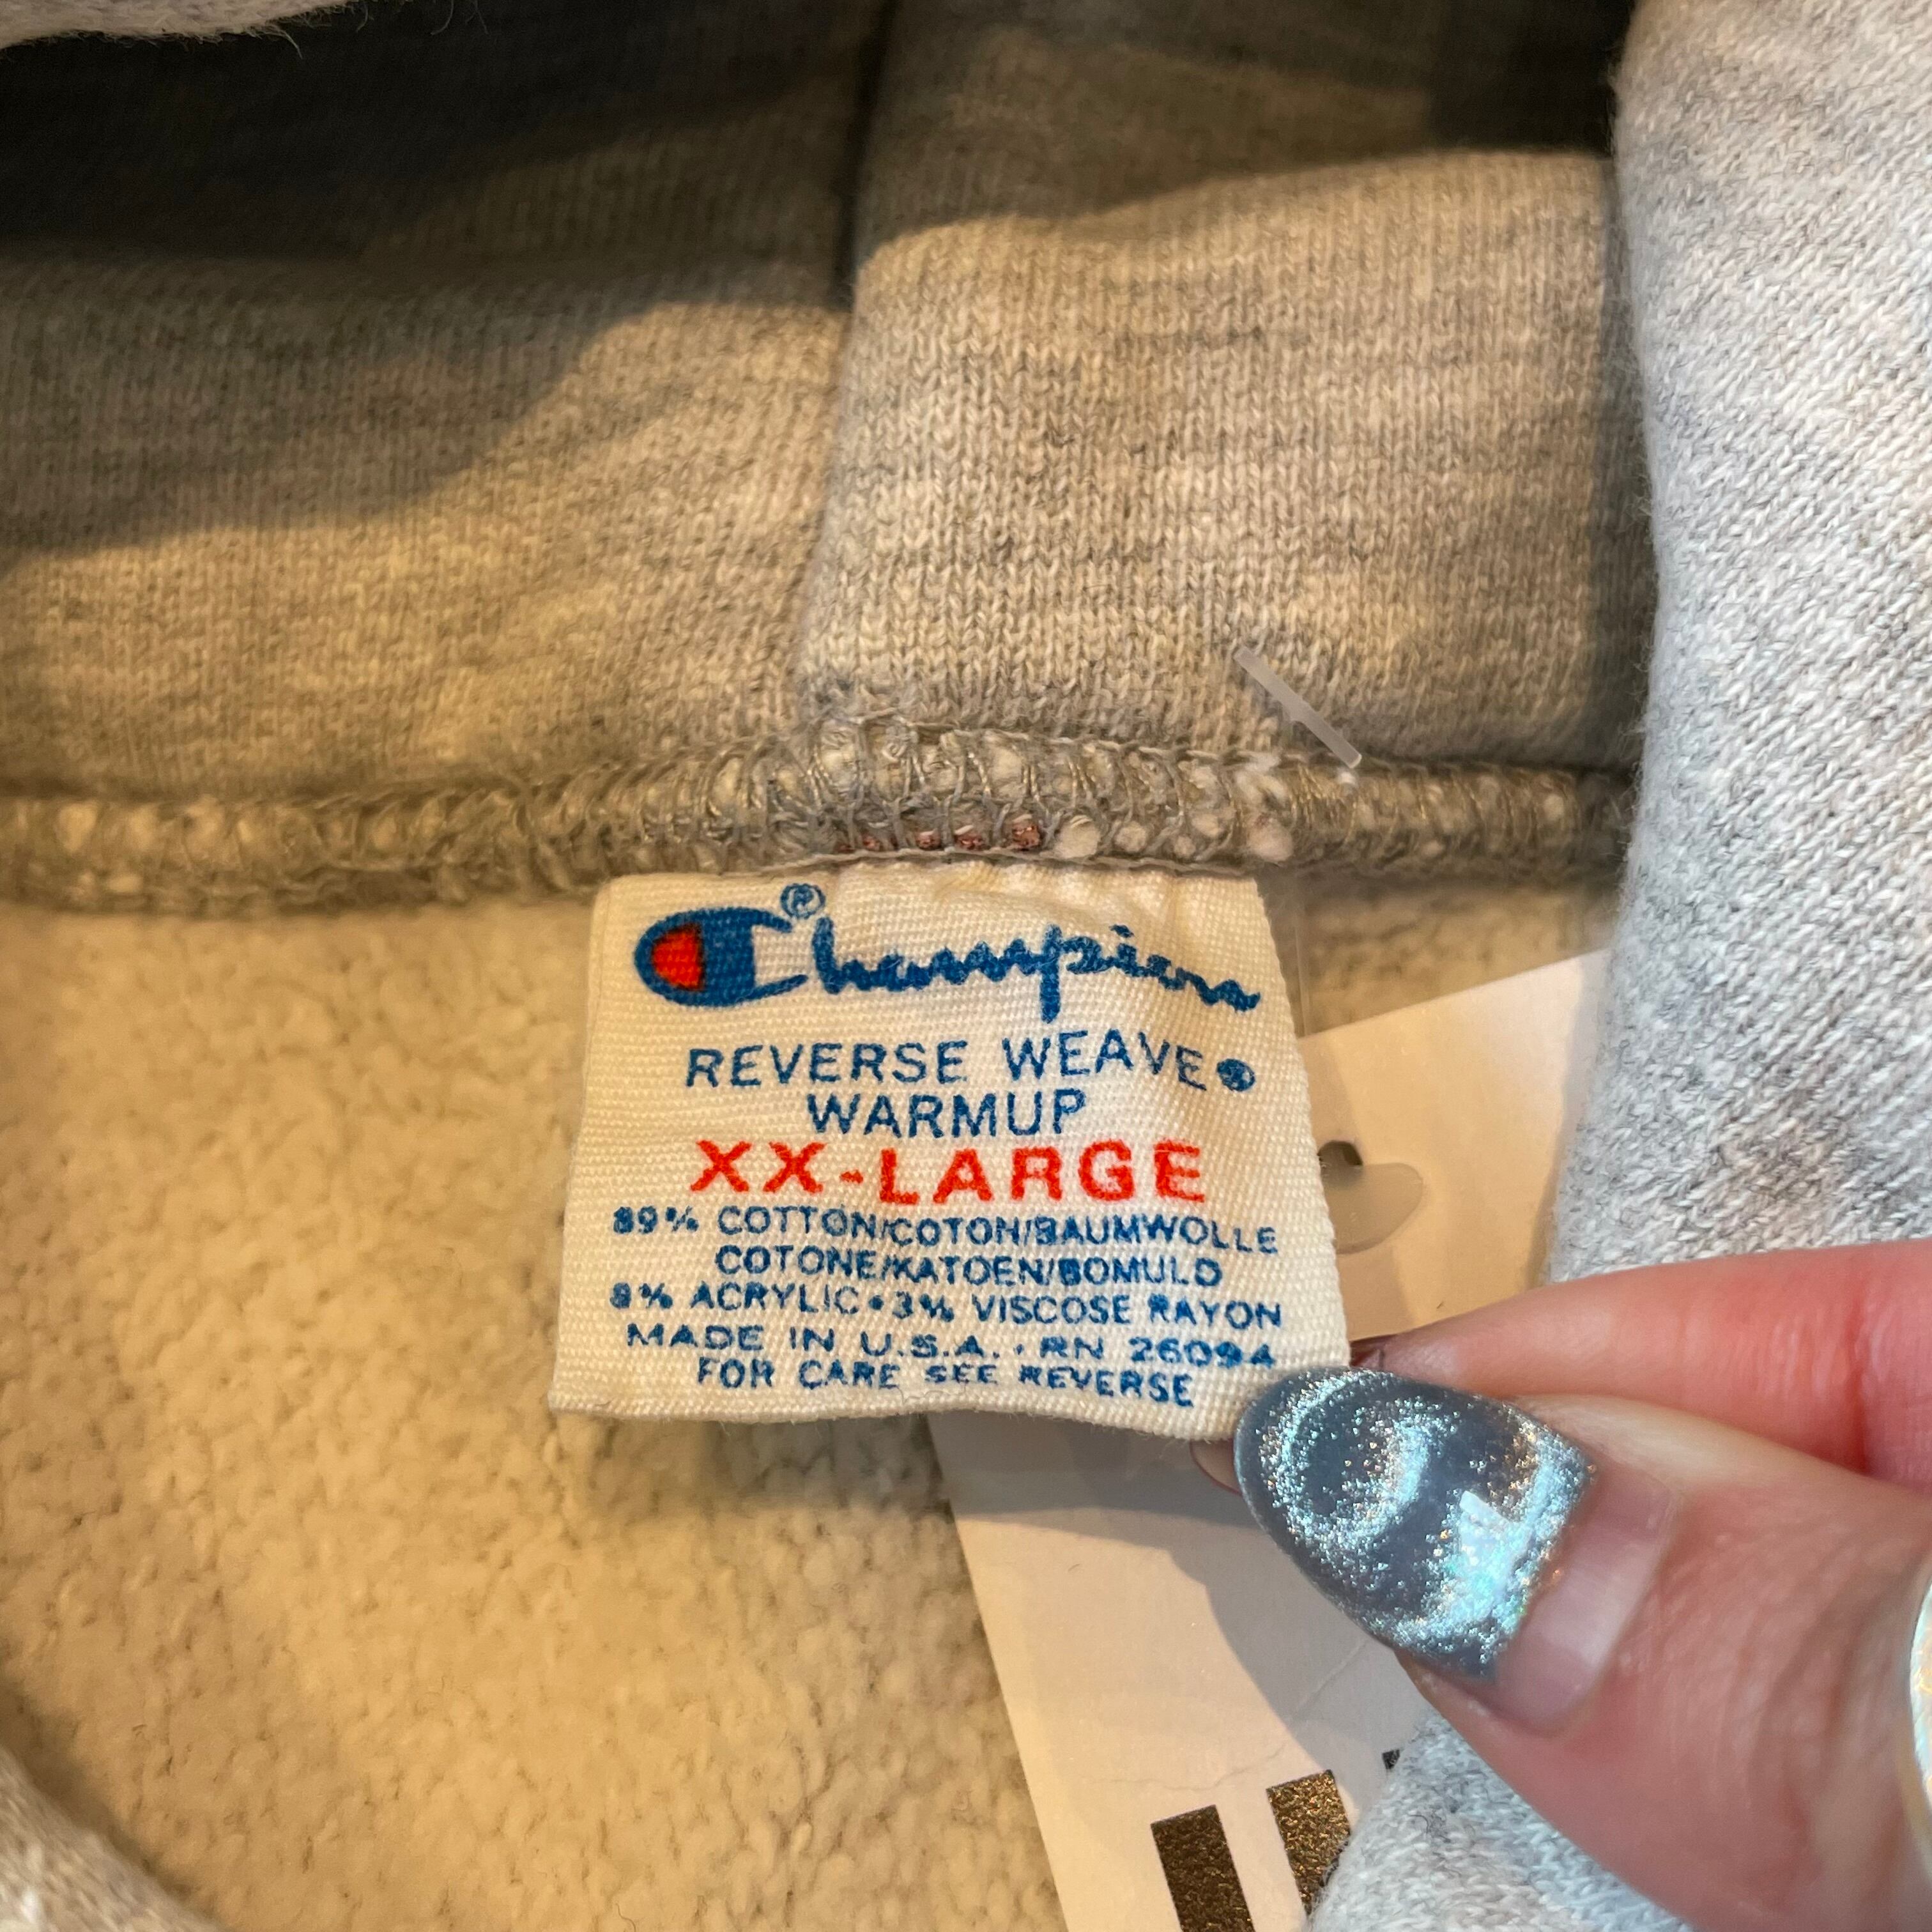 Champion®
REVERSE WEAVE®
WARMUP
XX-LARGE
89% COTTON/COTON/BAUMWOLLE
COTONE/KATOEN/BOMULD
8% ACRYLIC • 3% VISCOSE RAYON
MADE IN U.S.A. • RN 26094
FOR CARE SEE REVERSE